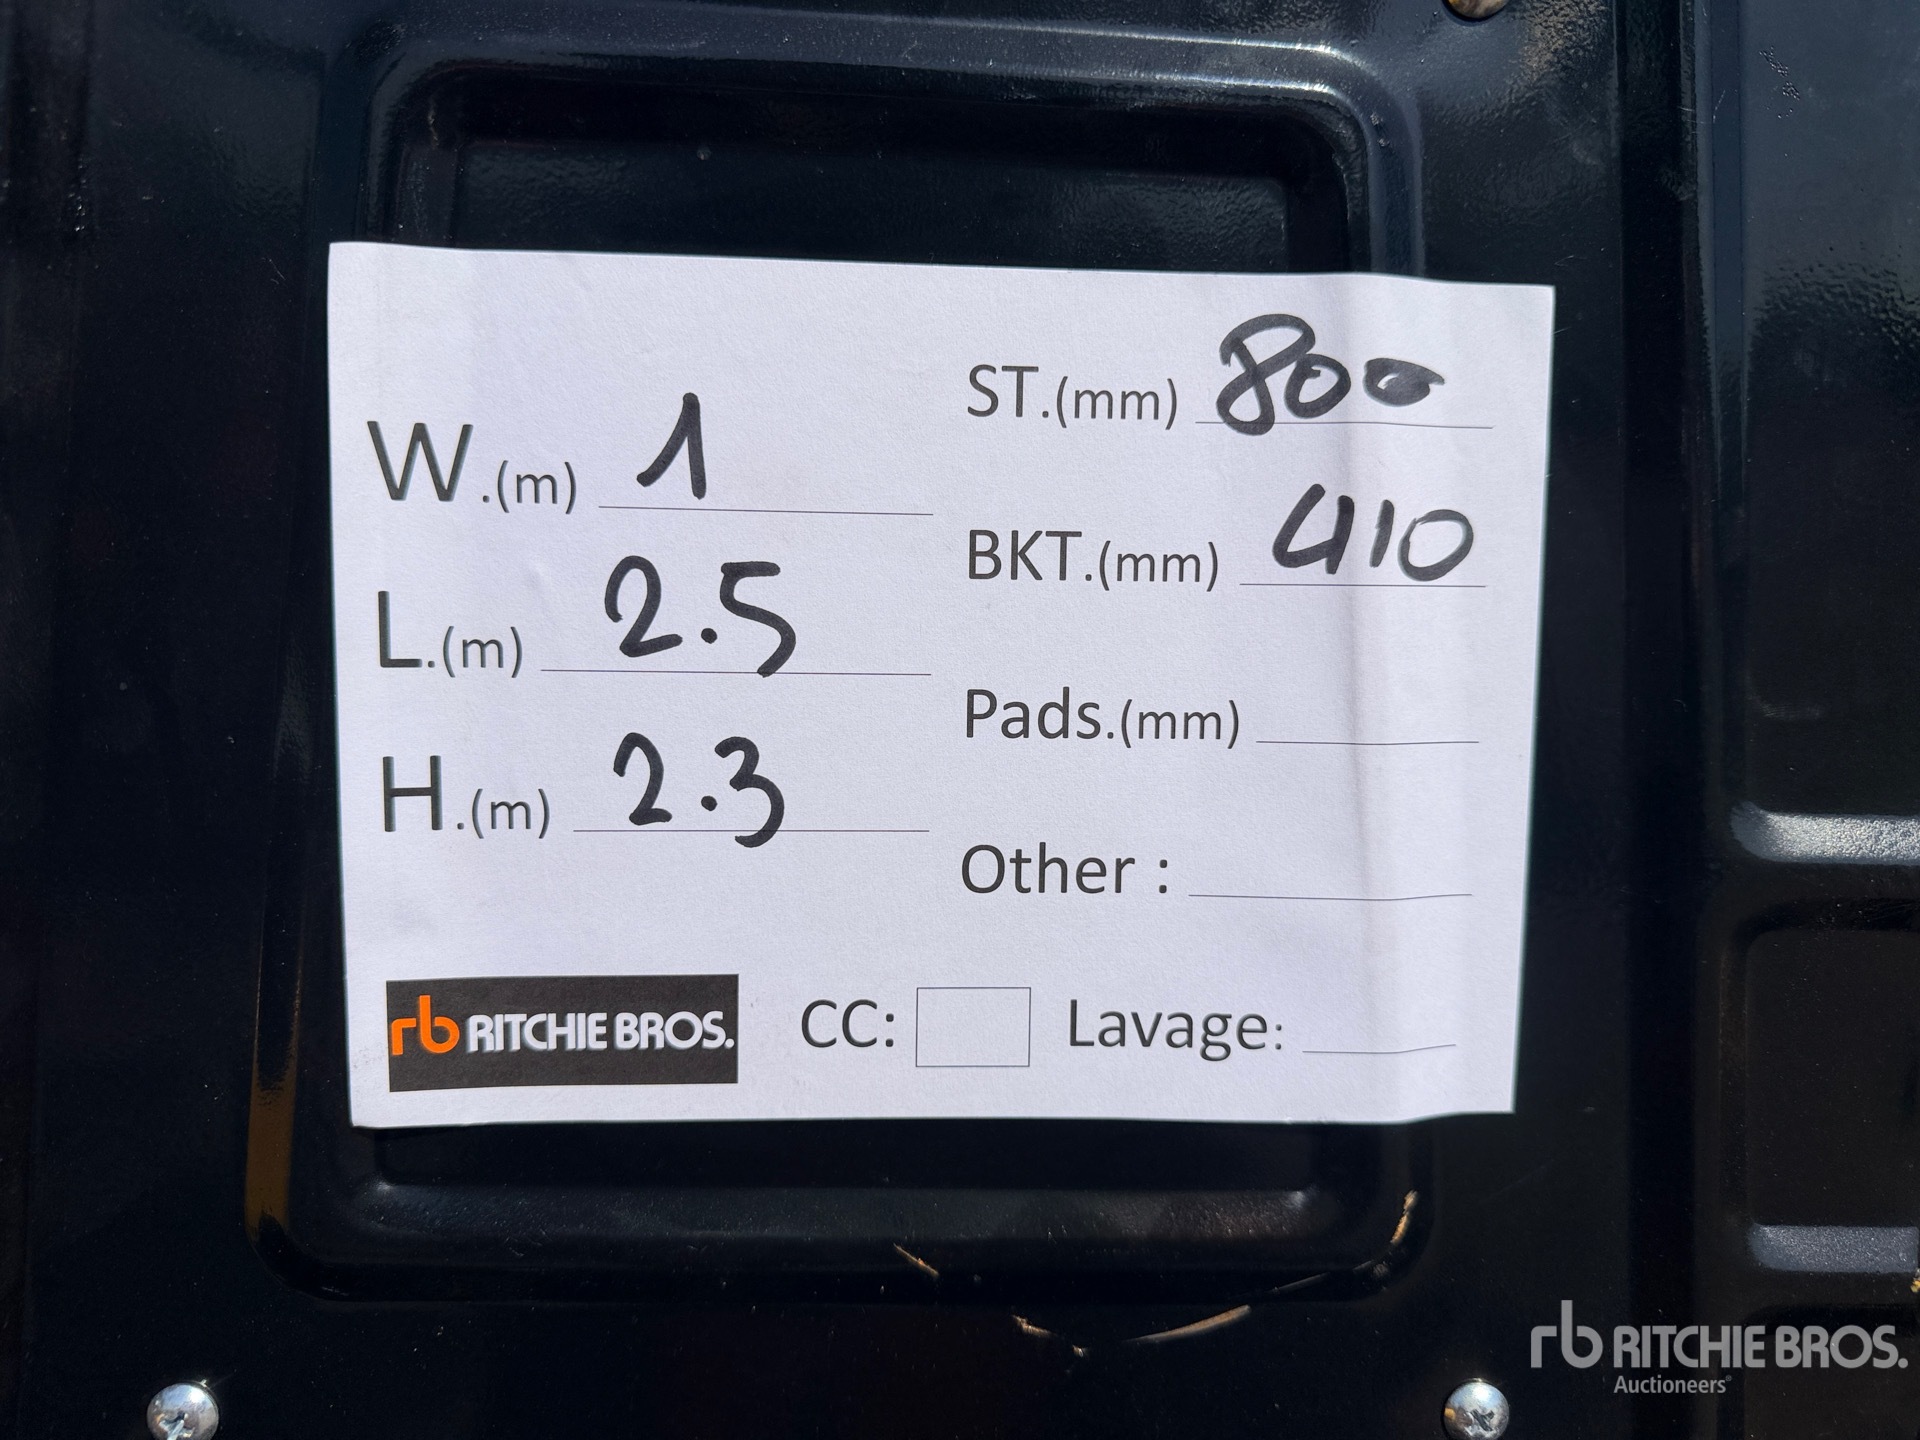 W.(m) 1
L.(m) 2.5
H.(m) 2.3
ST.(mm) 800
BKT.(mm) 410
Pads.(mm)
Other :
rb RITCHIE BROS. CC: Lavage:
rb RITCHIE BROS.
Auctioneers®